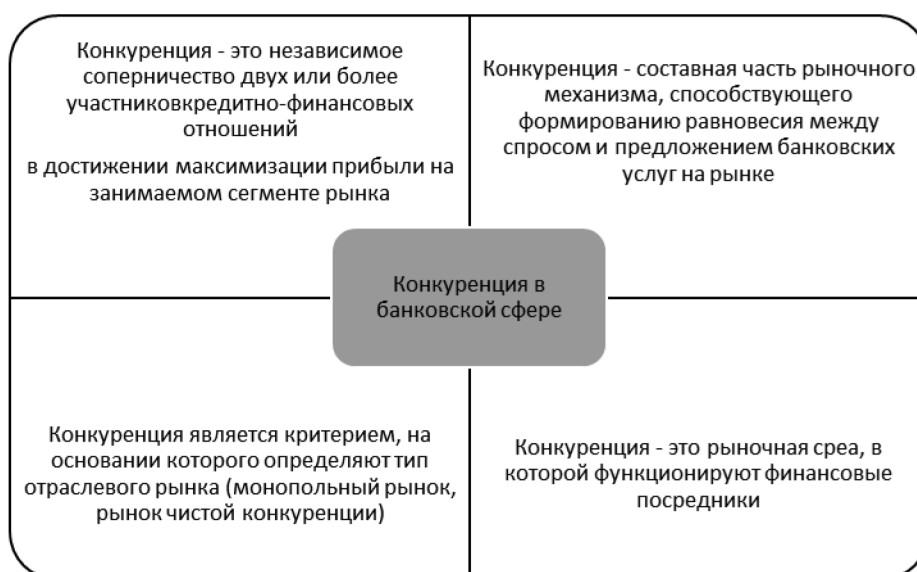 Конкуренция - это независимое
соперничество двух или более
участниковкредитно-финансовых
отношений
в достижении максимизации прибыли на
занимаемом сегменте рынка
Конкуренция - составная часть рыночного
механизма, способствующего
формированию равновесия между
спросом и предложением банковских
услуг на рынке
Конкуренция в
банковской сфере
Конкуренция является критерием, на
основании которого определяют тип
отраслевого рынка (монопольный рынок,
рынок чистой конкуренции)
Конкуренция - это рыночная среа, в
которой функционируют финансовые
посредники